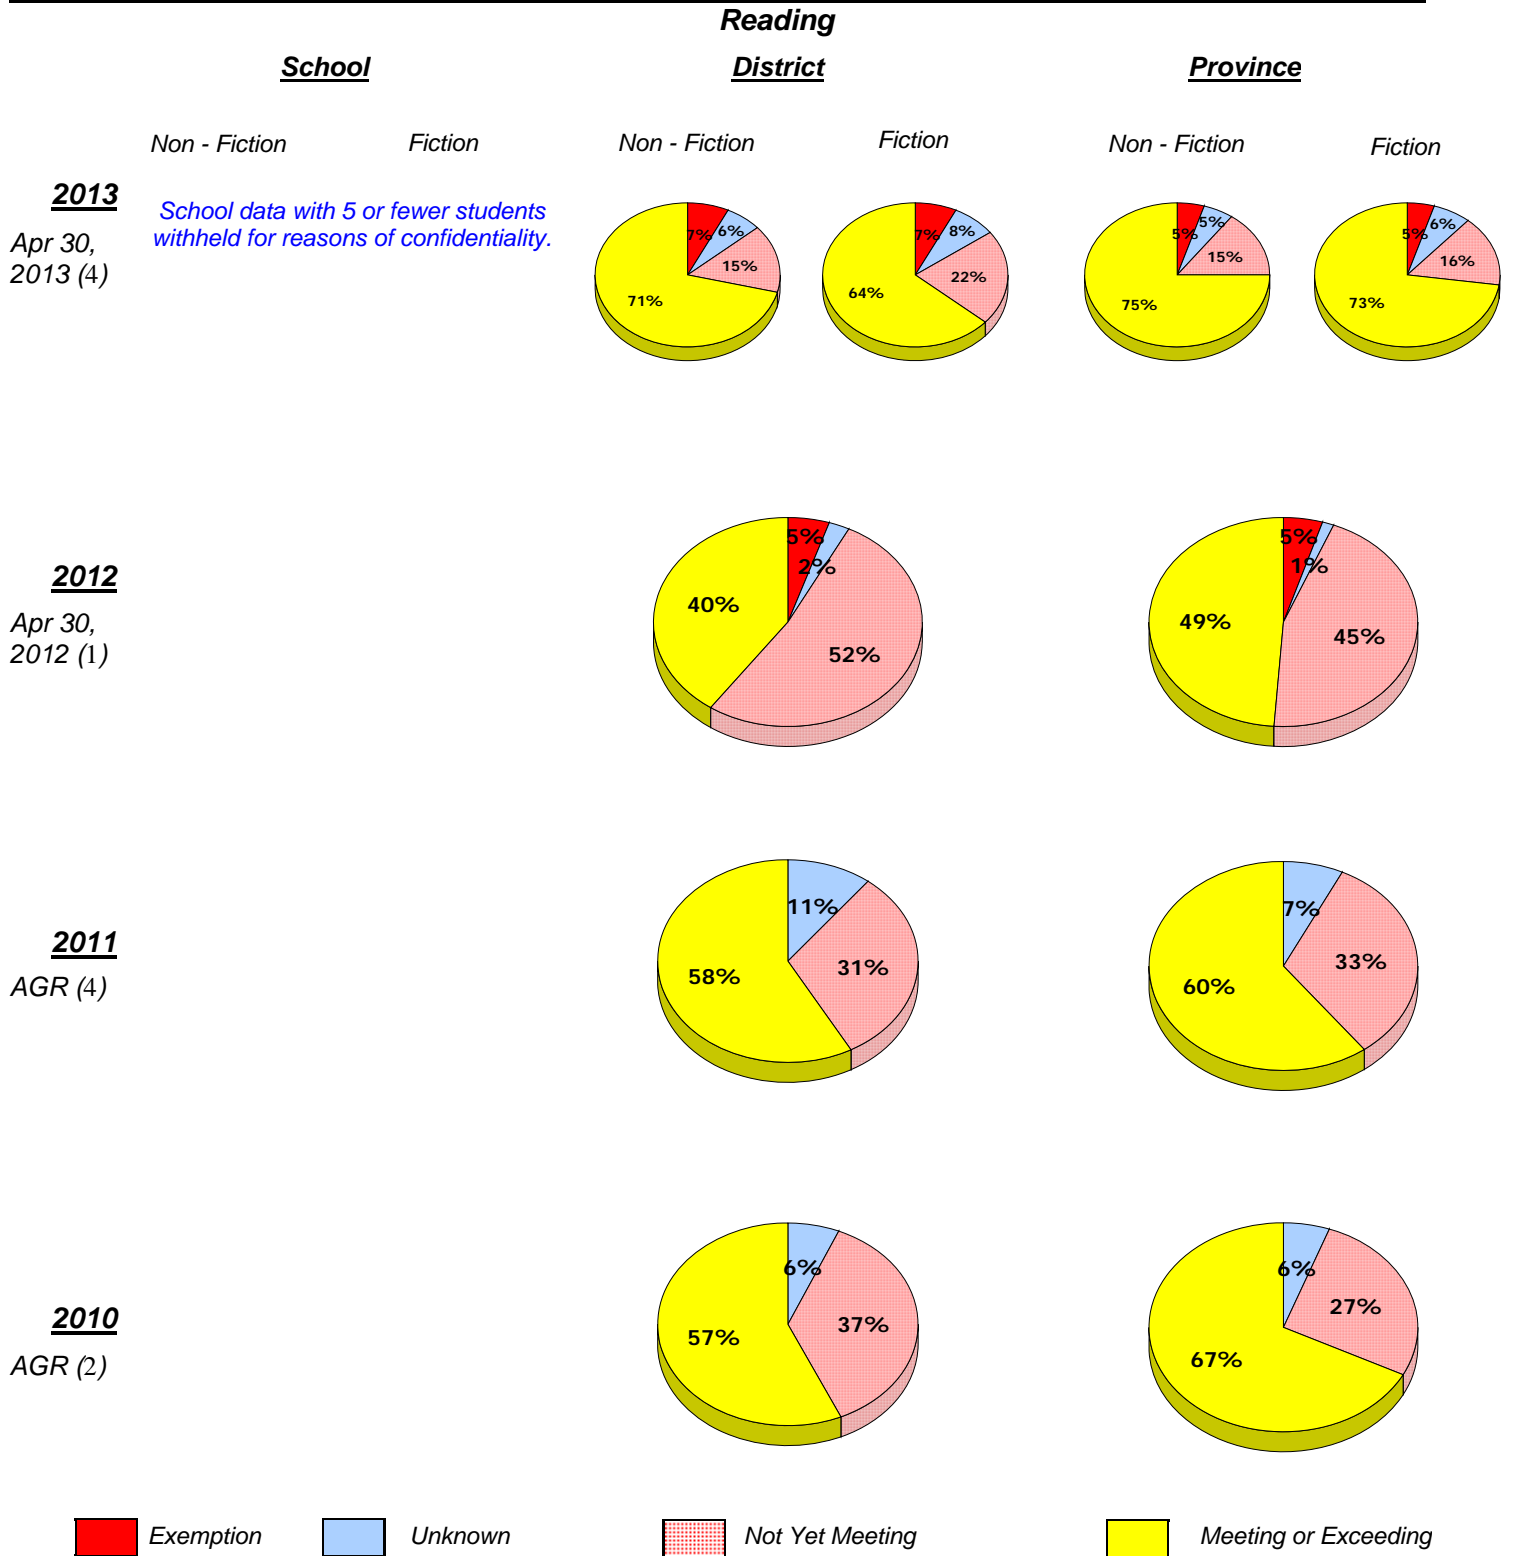 Reading
School District Province
Non - Fiction Fiction Non - Fiction Fiction Non - Fiction Fiction
2013
Apr 30,
2013 (4)
School data with 5 or fewer students
withheld for reasons of confidentiality.
7% 6% 15% 71%
7% 8% 22% 64%
5% 5% 15% 75%
5% 6% 16% 73%
2012
Apr 30,
2012 (1)
5% 2% 52% 40%
5% 1% 45% 49%
2011
AGR (4)
11% 31% 58%
7% 33% 60%
2010
AGR (2)
6% 37% 57%
6% 27% 67%
Exemption Unknown Not Yet Meeting Meeting or Exceeding